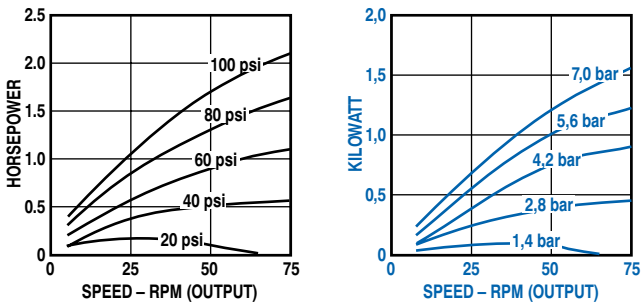 HORSEPOWER
2.5
2.0
1.5
1.0
0.5
0
100 psi
80 psi
60 psi
40 psi
20 psi
0 25 50 75
SPEED – RPM (OUTPUT)
KILOWATT
2,0
1,5
1,0
0,5
0
7,0 bar
5,6 bar
4,2 bar
2,8 bar
1,4 bar
0 25 50 75
SPEED – RPM (OUTPUT)